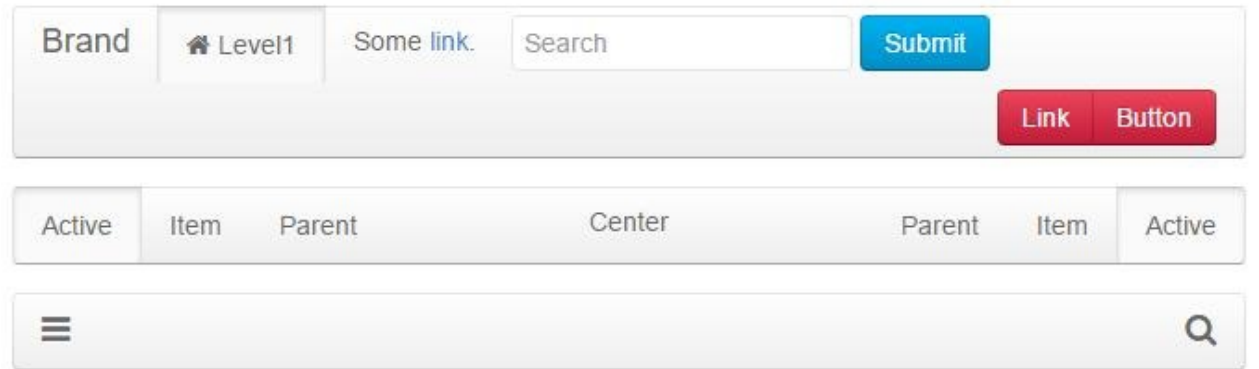 Brand Level1 Some link. Search Submit
Link Button
Active Item Parent Center Parent Item Active